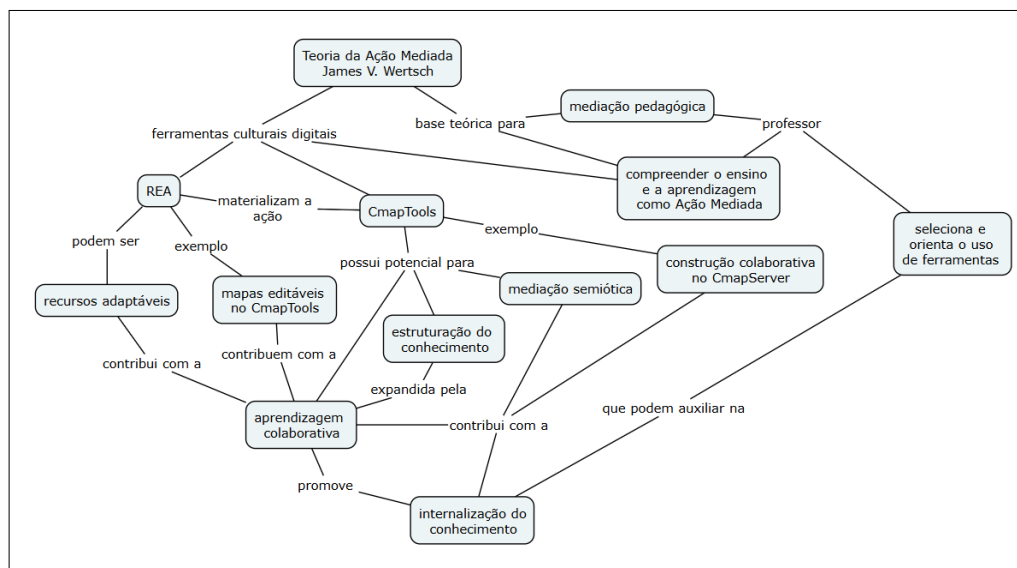 Teoria da Ação Mediada
James V. Wertsch
mediação pedagógica
base teórica para
professor
ferramentas culturais digitais
compreender o ensino
e a aprendizagem
como Ação Mediada
REA
materializam a
ação
CmapTools
exemplo
seleciona e
orienta o uso
de ferramentas
podem ser
exemplo
possui potencial para
construção colaborativa
no CmapServer
recursos adaptáveis
mapas editáveis
no CmapTools
mediação semiótica
estruturação do
conhecimento
contribui com a
contribuem com a
expandida pela
que podem auxiliar na
aprendizagem
colaborativa
contribui com a
promove
internalização do
conhecimento